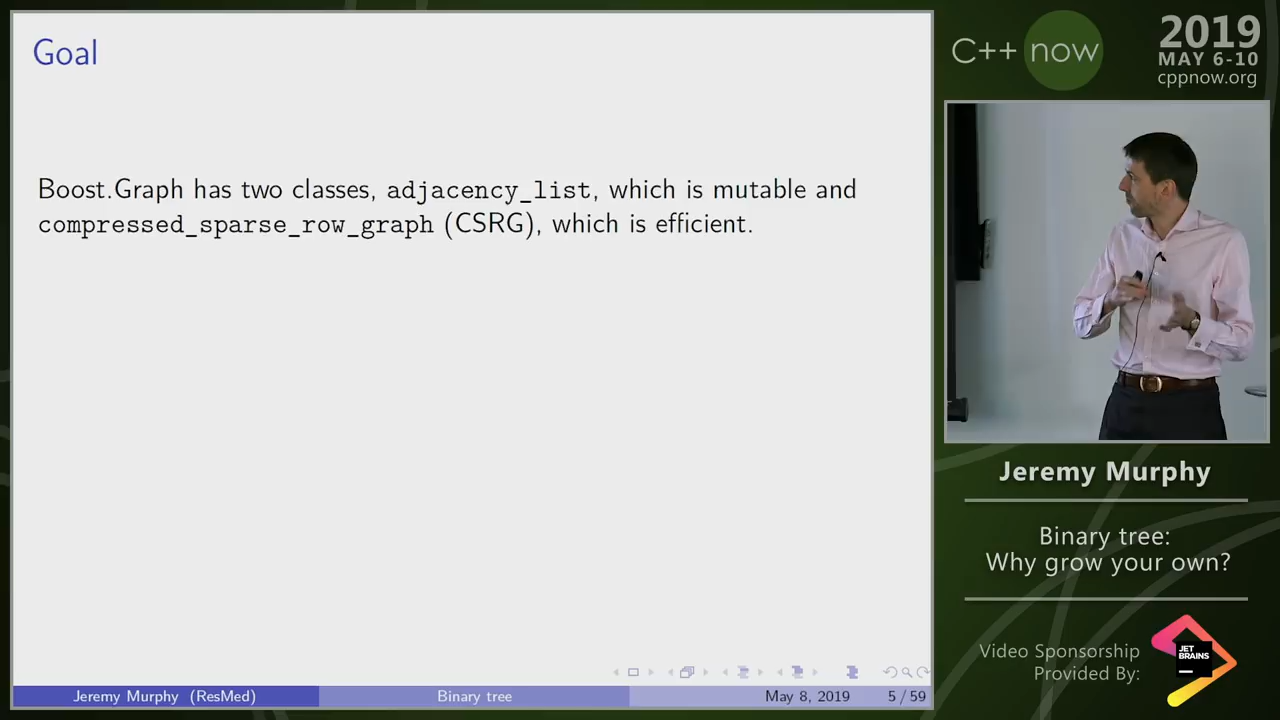 Goal
Boost.Graph has two classes, adjacency_list, which is mutable and
compressed_sparse_row_graph (CSRG), which is efficient.
Jeremy Murphy (ResMed)
Binary tree
May 8, 2019
5 / 59
C++ now
2019
MAY 6-10
cppnow.org
Jeremy Murphy
Binary tree:
Why grow your own?
Video Sponsorship
Provided By:
JET
BRAINS